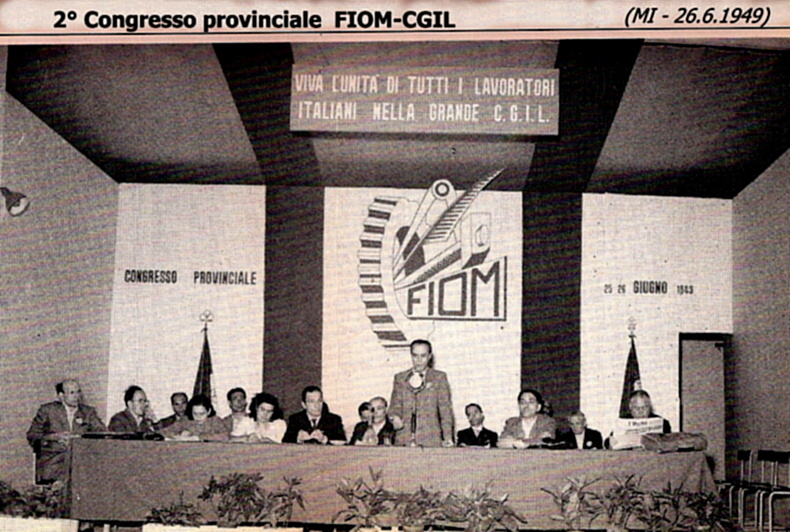 2° Congresso provinciale FIOM-CGIL
(MI - 26.6.1949)
VIVA L'UNITÀ DI TUTTI I LAVORATORI
ITALIANI NELLA GRANDE C.G.I.L.
CONGRESSO PROVINCIALE
FIOM
25 26 GIUGNO